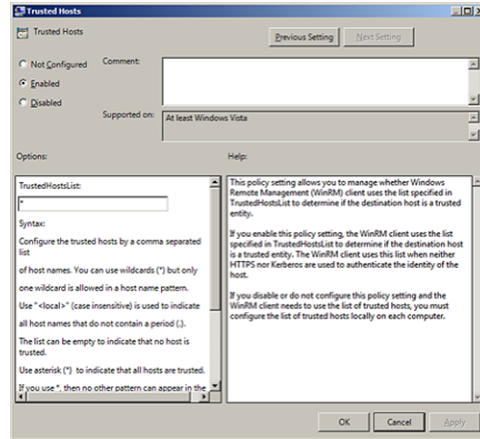 Trusted Hosts
Trusted Hosts
Previous Setting
Next Setting
Not Configured
Comment:
Enabled
Disabled
Supported on:
At least Windows Vista
Options:
Help:
TrustedHostsList:
*
Syntax:
Configure the trusted hosts by a comma separated
list
of host names. You can use wildcards (*) but only
one wildcard is allowed in a host name pattern.
Use "<local>" (case insensitive) is used to indicate
all host names that do not contain a period (.).
The list can be empty to indicate that no host is
trusted.
Use asterisk (*) to indicate that all hosts are trusted.
If you use *, then no other pattern can appear in the
This policy setting allows you to manage whether Windows
Remote Management (WinRM) client uses the list specified in
TrustedHostsList to determine if the destination host is a trusted
entity.
If you enable this policy setting, the WinRM client uses the list
specified in TrustedHostsList to determine if the destination host
is a trusted entity. The WinRM client uses this list when neither
HTTPS nor Kerberos are used to authenticate the identity of the
host.
If you disable or do not configure this policy setting and the
WinRM client needs to use the list of trusted hosts, you must
configure the list of trusted hosts locally on each computer.
OK
Cancel
Apply